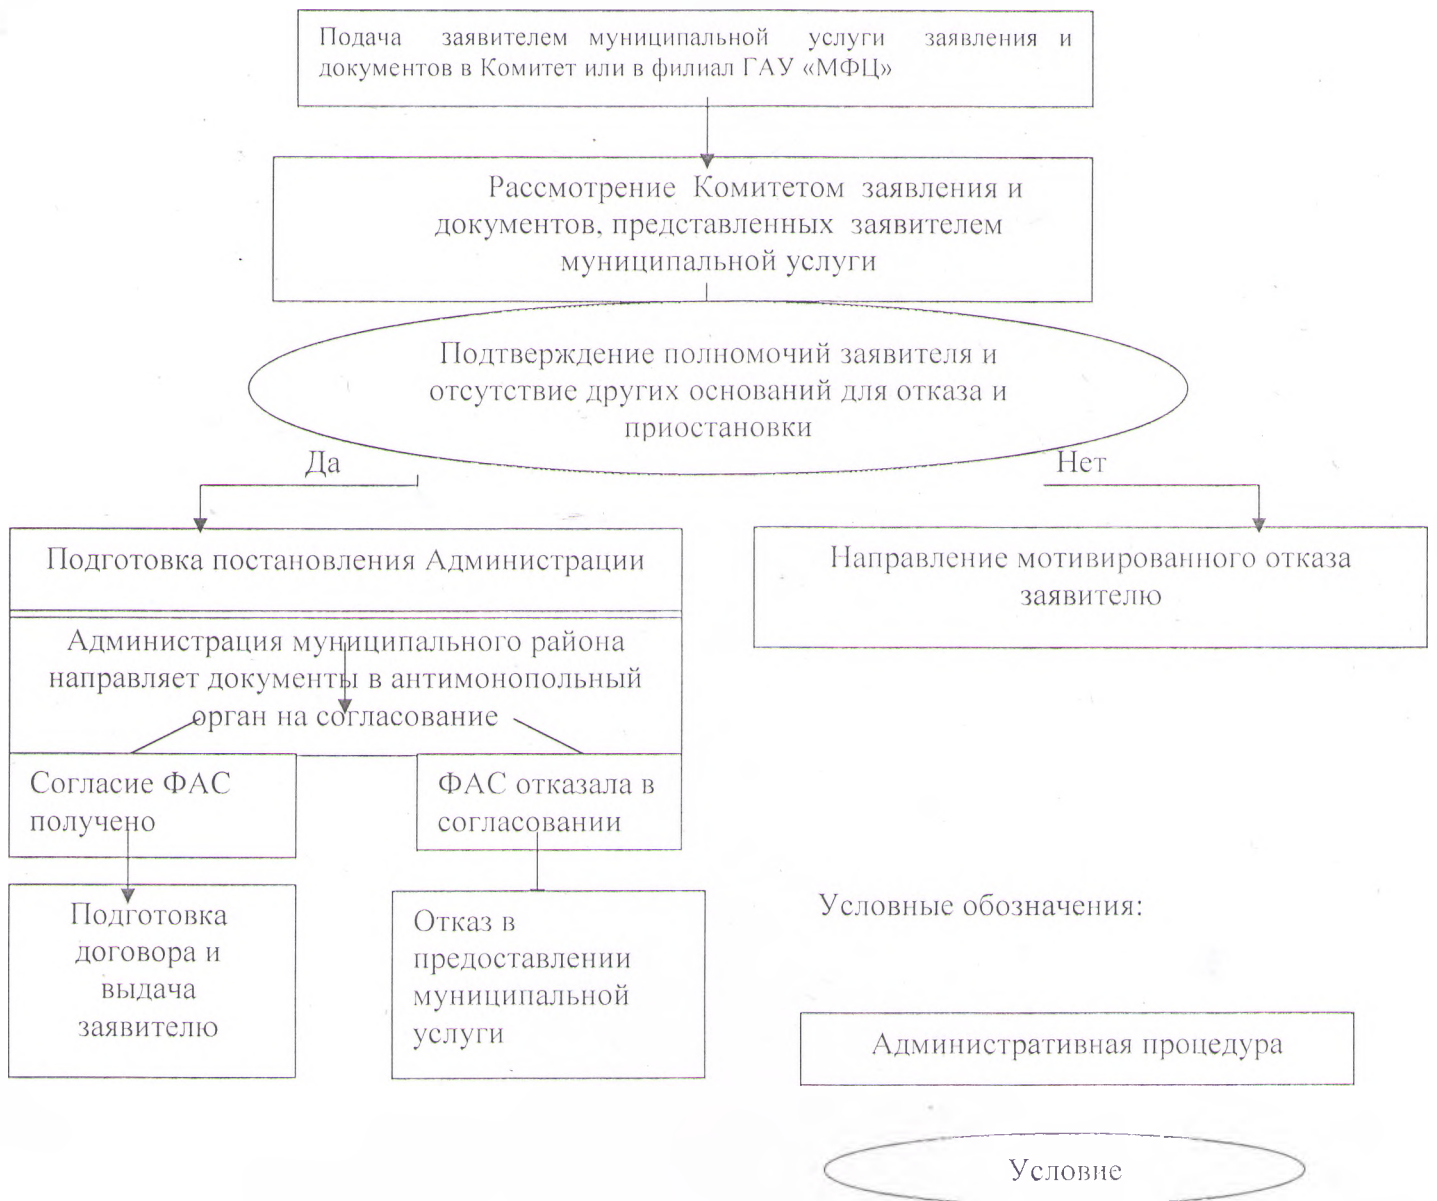 Подача заявителем муниципальной услуги заявления и
документов в Комитет или в филиал ГАУ «МФЦ»
Рассмотрение Комитетом заявления и
документов, представленных заявителем
муниципальной услуги
Подтверждение полномочий заявителя и
отсутствие других оснований для отказа и
приостановки
Да
Нет
Подготовка постановления Администрации
Направление мотивированного отказа
заявителю
Администрация муниципального района
направляет документы в антимонопольный
орган на согласование
Согласие ФАС
получено
ФАС отказала в
согласовании
Подготовка
договора и
выдача
заявителю
Отказ в
предоставлении
муниципальной
услуги
Условные обозначения:
Административная процедура
Условие